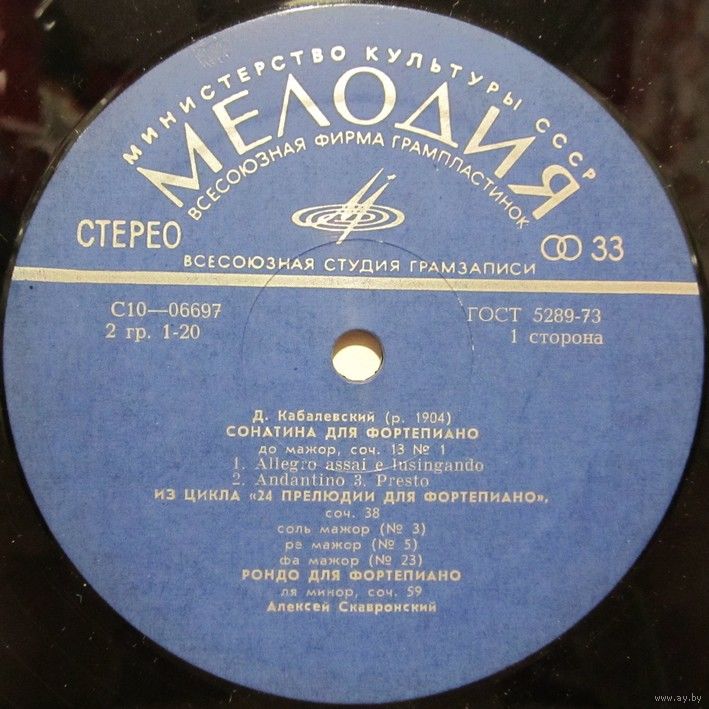 МИНИСТЕРСТВО КУЛЬТУРЫ СССР
МЕЛОДИЯ
ВСЕСОЮЗНАЯ ФИРМА ГРАМПЛАСТИНОК
СТЕРЕО
33
ВСЕСОЮЗНАЯ СТУДИЯ ГРАМЗАПИСИ
С10—06697
ГОСТ 5289-73
2 гр. 1-20
1 сторона
Д. Кабалевский (р. 1904)
СОНАТИНА ДЛЯ ФОРТЕПИАНО
до мажор, соч. 13 № 1
1. Allegro assai e lusingando
2. Andantino 3. Presto
ИЗ ЦИКЛА «24 ПРЕЛЮДИИ ДЛЯ ФОРТЕПИАНО»,
соч. 38
соль мажор (№ 3)
ре мажор (№ 5)
фа мажор (№ 23)
РОНДО ДЛЯ ФОРТЕПИАНО
ля минор, соч. 59
Алексей Скавронский
www.ay.by